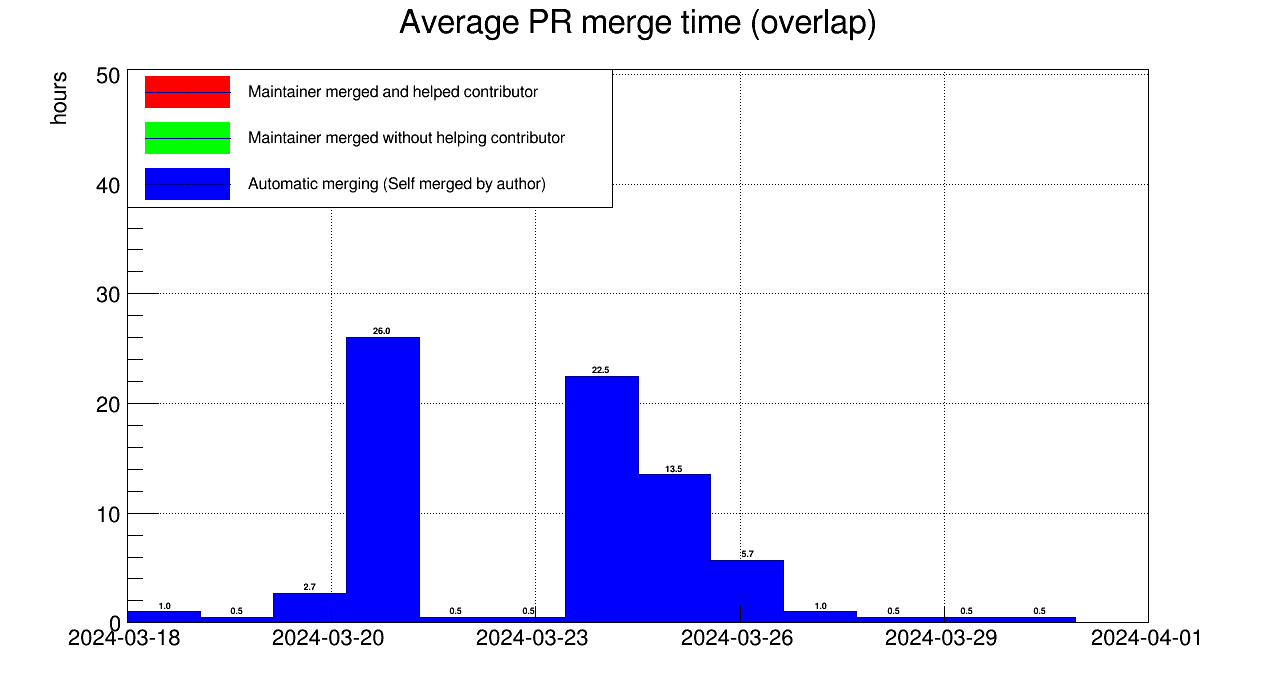 Average PR merge time (overlap)
hours
50
40
30
20
10
0
Maintainer merged and helped contributor
Maintainer merged without helping contributor
Automatic merging (Self merged by author)
1.0 0.5 2.7 26.0 0.5 0.5 22.5 13.5 5.7 1.0 0.5 0.5 0.5
2024-03-18 2024-03-20 2024-03-23 2024-03-26 2024-03-29 2024-04-01